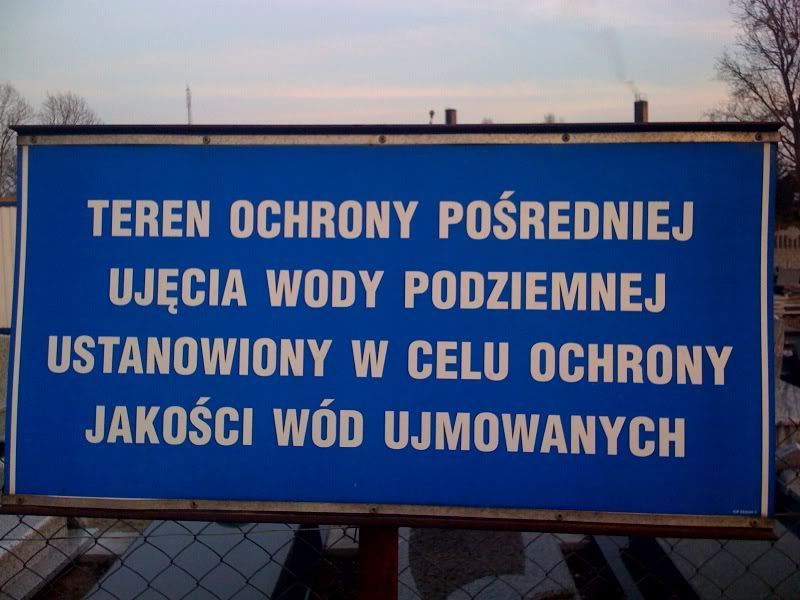 TEREN OCHRONY POŚREDNIEJ
UJĘCIA WODY PODZIEMNEJ
USTANOWIONY W CELU OCHRONY
JAKOŚCI WÓD UJMOWANYCH